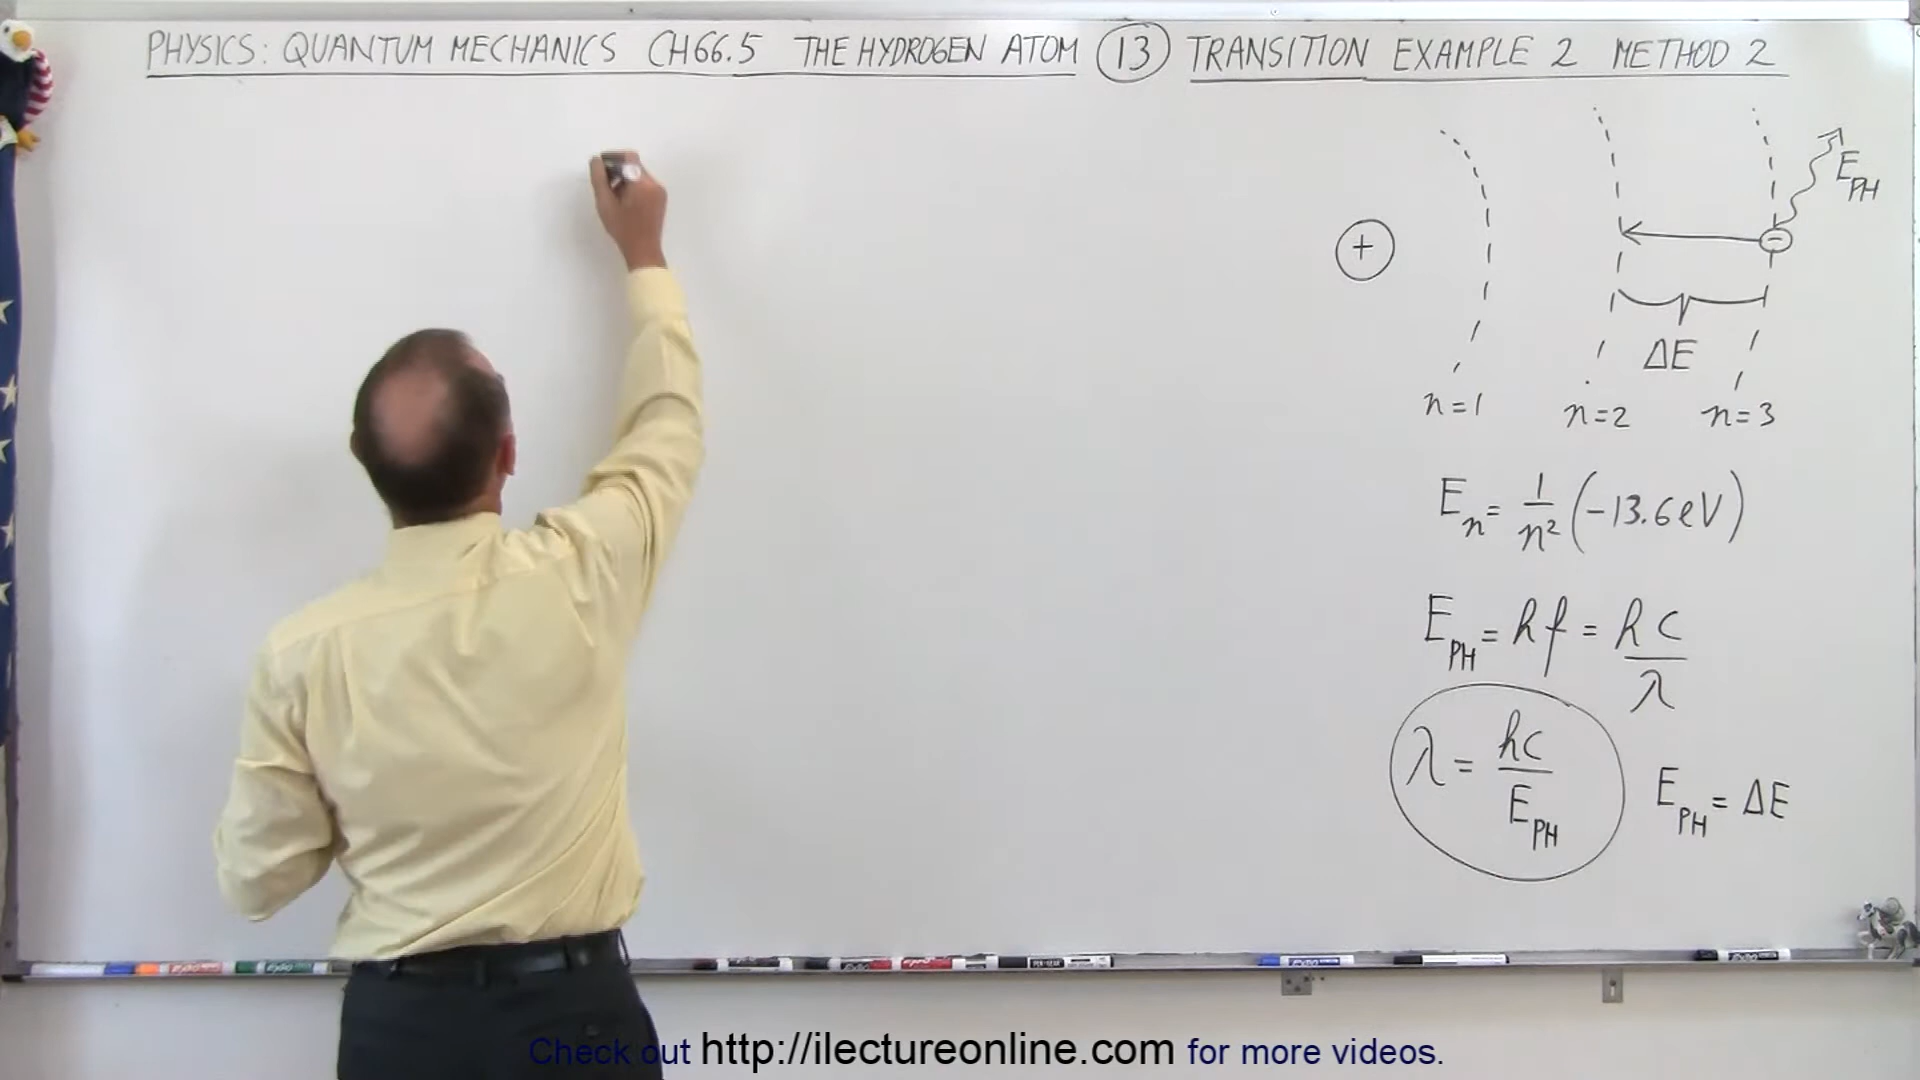 PHYSICS: QUANTUM MECHANICS CH66.5 THE HYDROGEN ATOM 13 TRANSITION EXAMPLE 2 METHOD 2
E_PH
+
-
ΔE
n=1 n=2 n=3
E_n = 1/n² (-13.6eV)
E_PH = hf = hc/λ
λ = hc/E_PH
E_PH = ΔE
Check out http://ilectureonline.com for more videos.